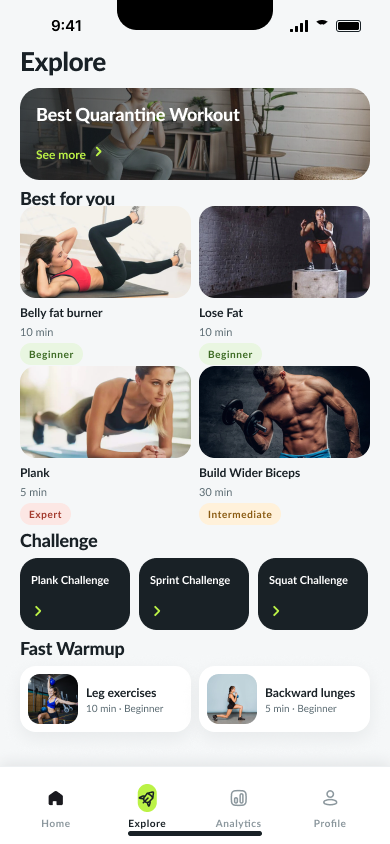 9:41
Explore
Best Quarantine Workout
See more
Best for you
Belly fat burner
10 min
Beginner
Lose Fat
10 min
Beginner
Plank
5 min
Expert
Build Wider Biceps
30 min
Intermediate
Challenge
Plank Challenge
Sprint Challenge
Squat Challenge
Fast Warmup
Leg exercises
10 min · Beginner
Backward lunges
5 min · Beginner
Home
Explore
Analytics
Profile